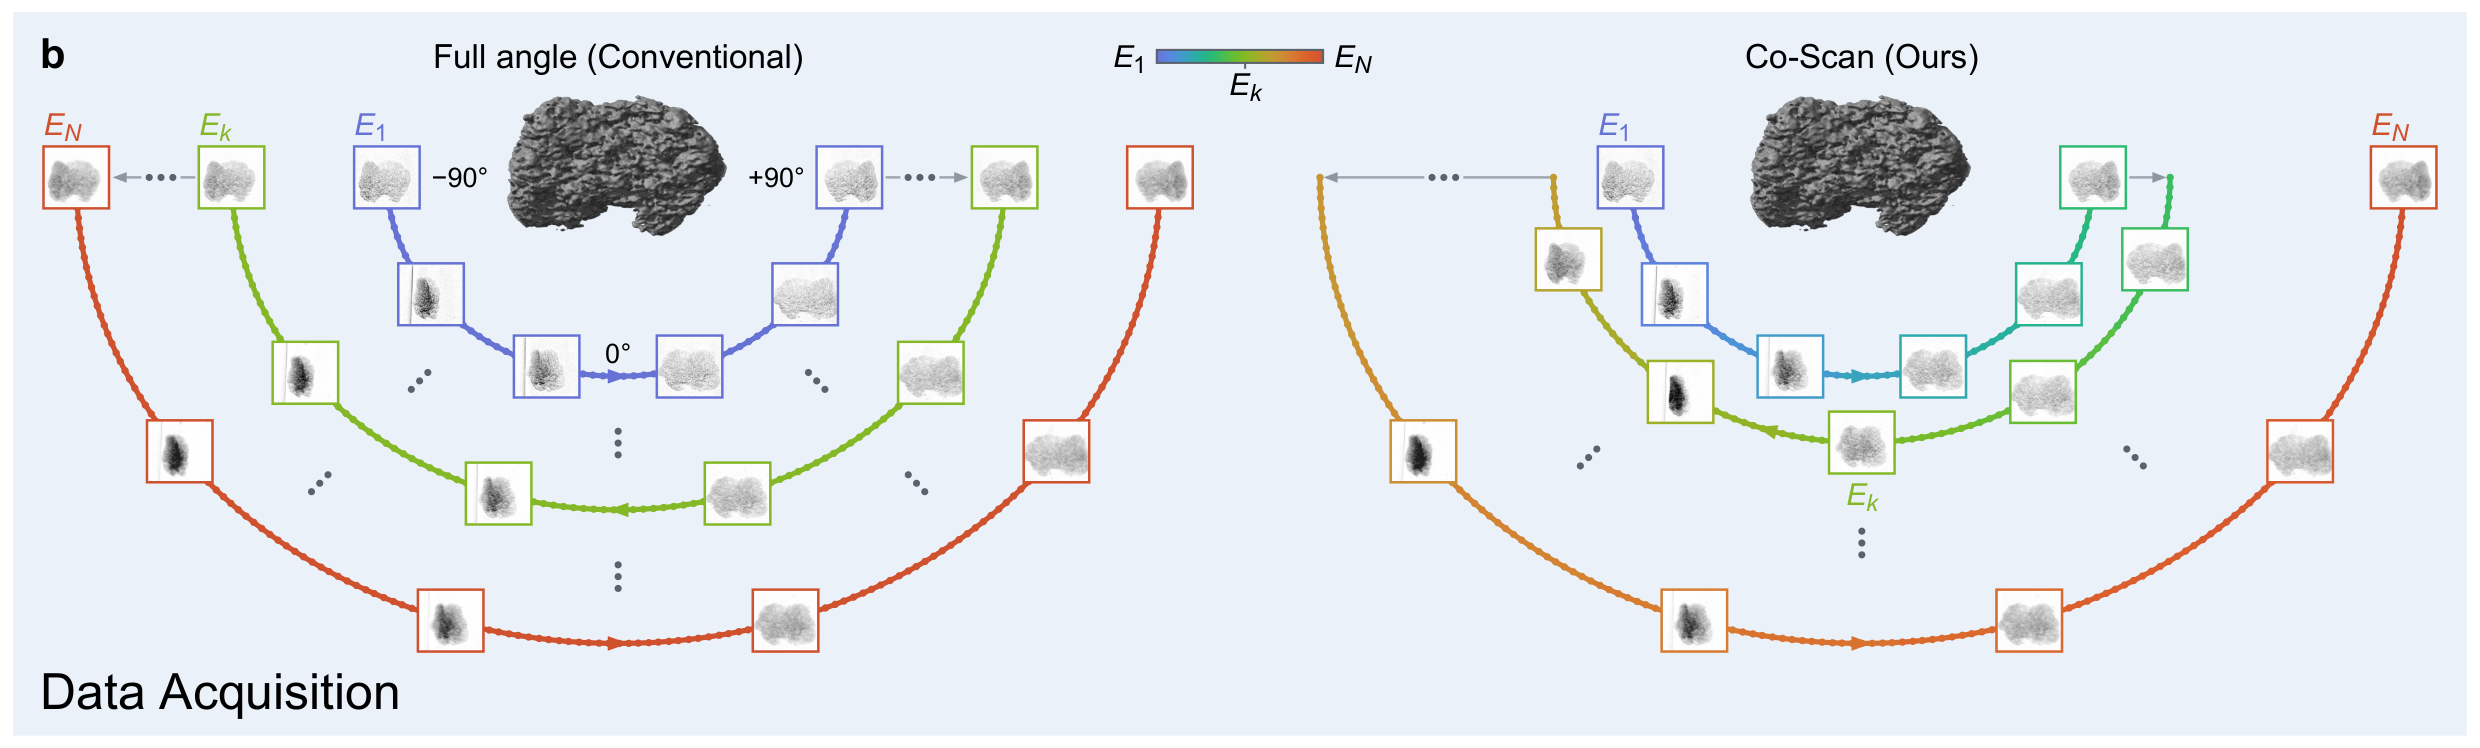 b
Full angle (Conventional)
E1 EN
Ek
Co-Scan (Ours)
EN Ek E1 −90° +90°
E1 EN
0°
Ek
Data Acquisition